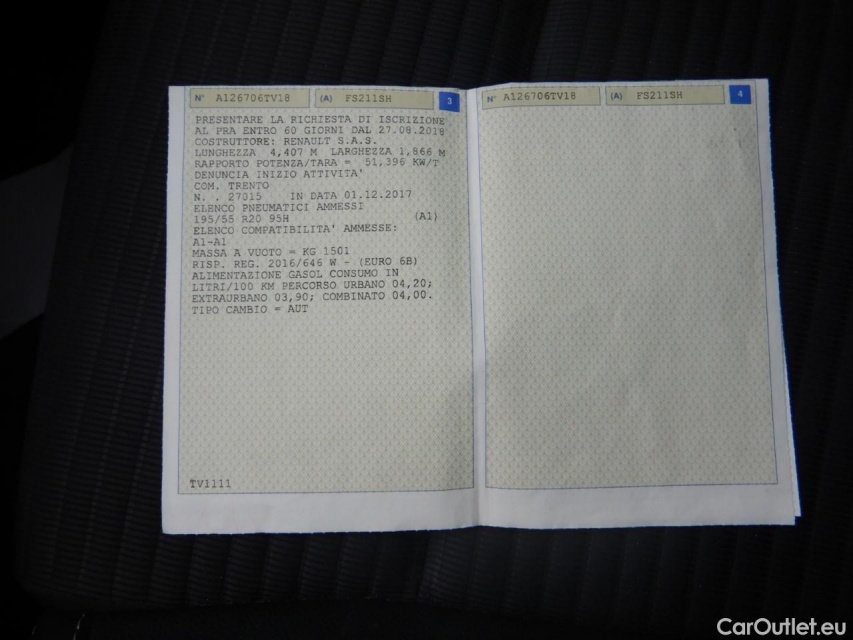 N° A126706TV18 (A) FS211SH 3
PRESENTARE LA RICHIESTA DI ISCRIZIONE
AL PRA ENTRO 60 GIORNI DAL 27.08.2018
COSTRUTTORE: RENAULT S.A.S.
LUNGHEZZA 4,407 M LARGHEZZA 1,866 M
RAPPORTO POTENZA/TARA = 51,396 KW/T
DENUNCIA INIZIO ATTIVITA'
COM. TRENTO
N. . 27015 IN DATA 01.12.2017
ELENCO PNEUMATICI AMMESSI
195/55 R20 95H (A1)
ELENCO COMPATIBILITA' AMMESSE:
A1-A1
MASSA A VUOTO = KG 1501
RISP. REG. 2016/646 W - (EURO 6B)
ALIMENTAZIONE GASOL CONSUMO IN
LITRI/100 KM PERCORSO URBANO 04,20;
EXTRAURBANO 03,90; COMBINATO 04,00.
TIPO CAMBIO = AUT
TV1111
N° A126706TV18 (A) FS211SH 4
CarOutlet.eu